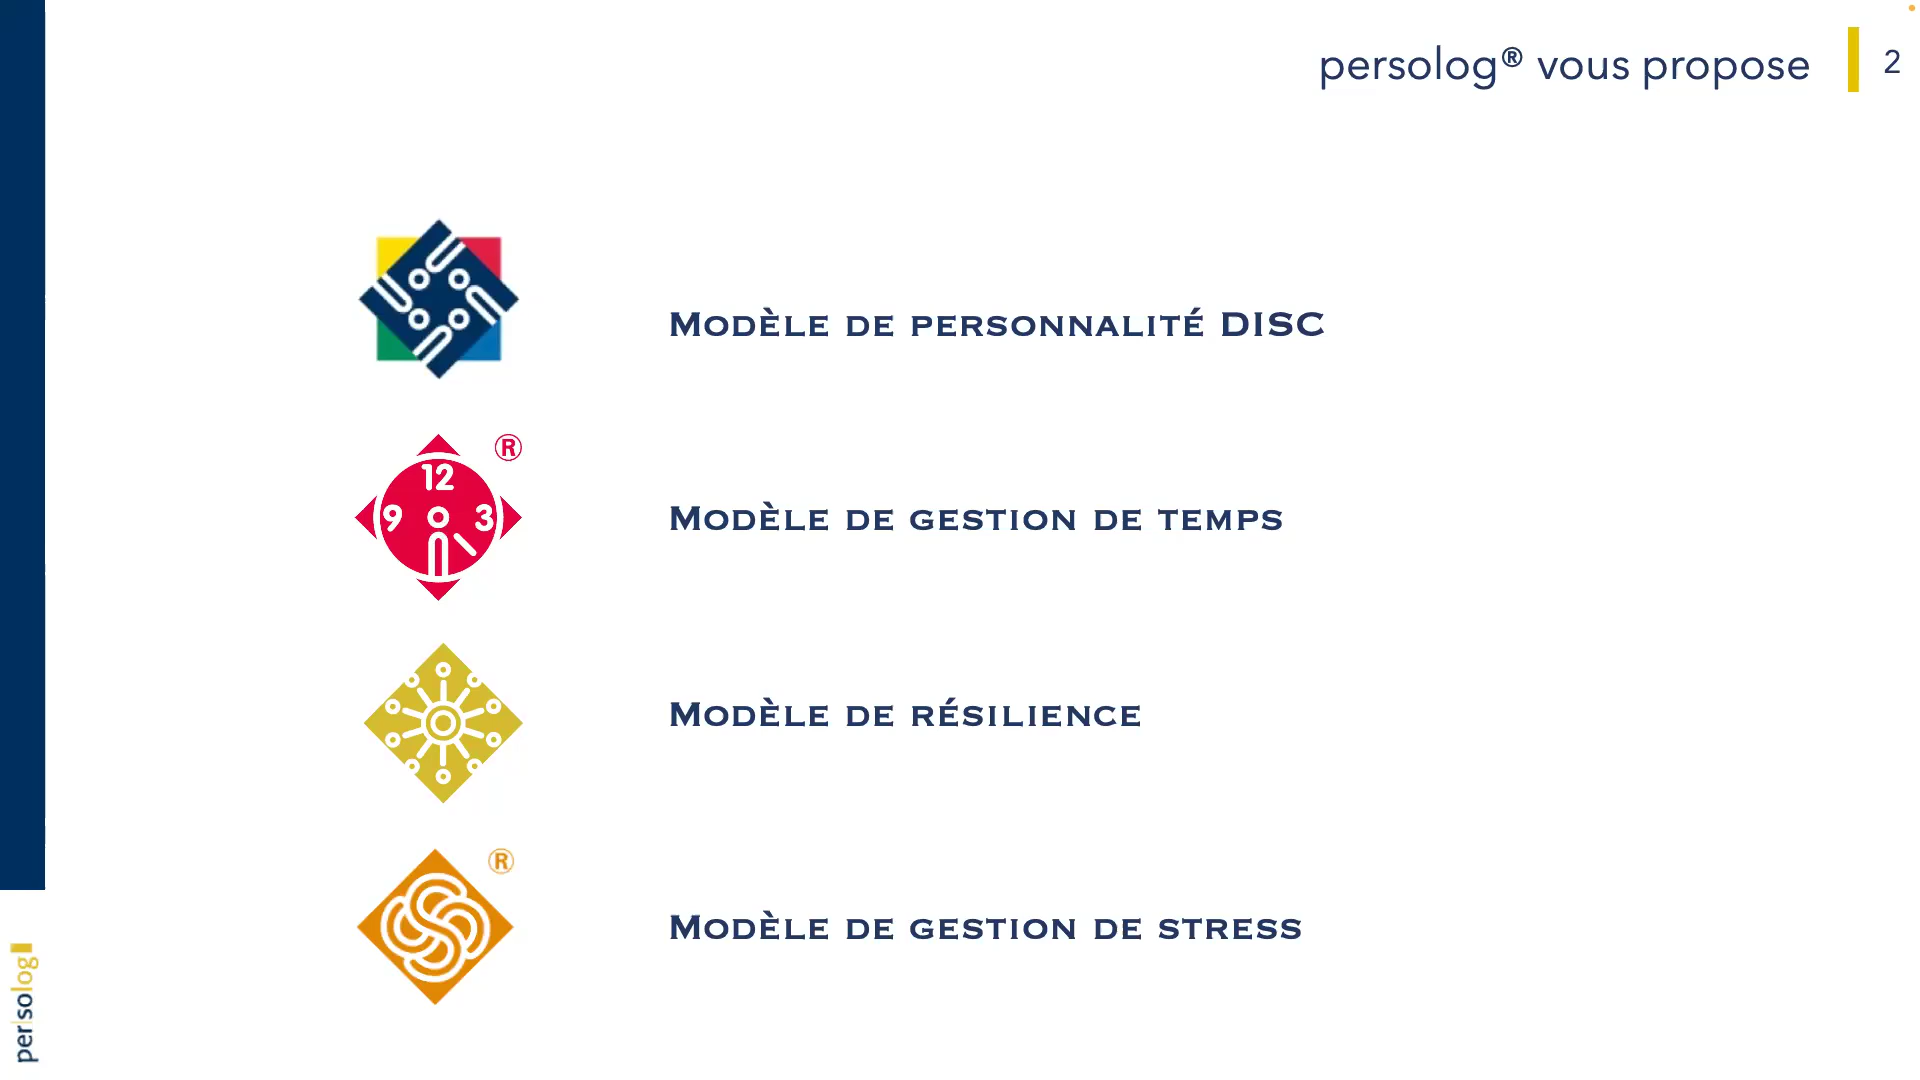 persolog® vous propose
2
Modèle de personnalité DISC
®
12
9 3
Modèle de gestion de temps
Modèle de résilience
®
Modèle de gestion de stress
persolog